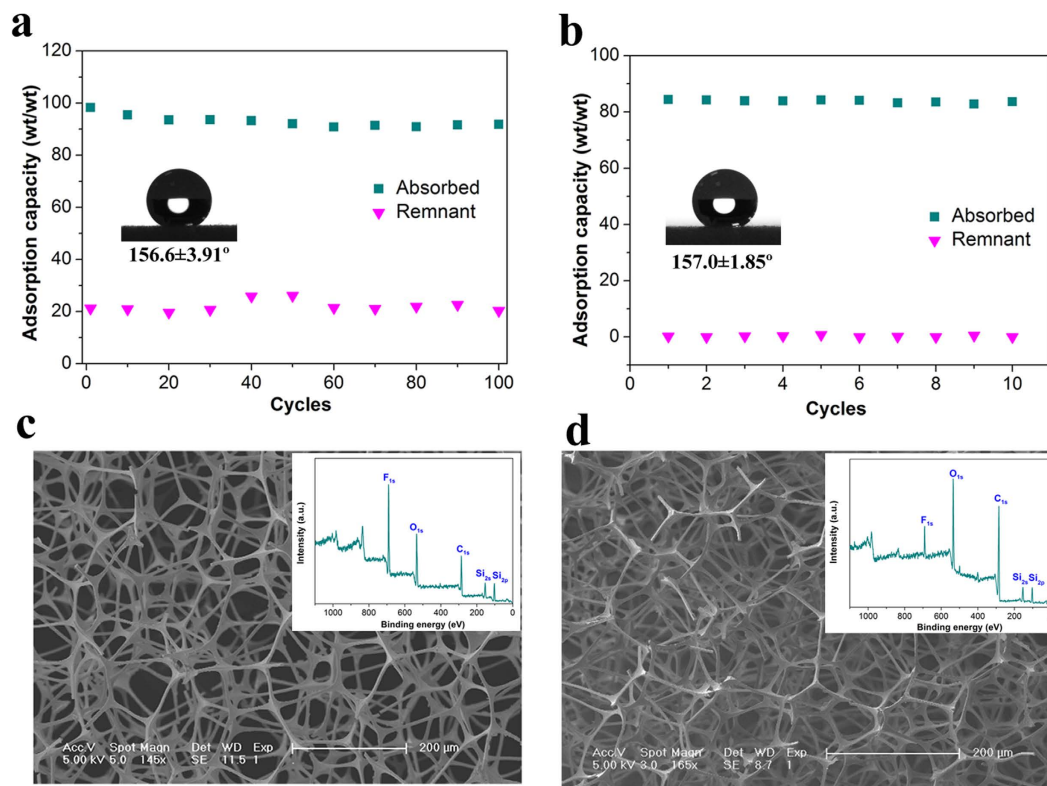 a
120
100
80
60
40
20
0
0 20 40 60 80 100
Adsorption capacity (wt/wt)
Cycles
Absorbed
Remnant
156.6±3.91º
b
100
80
60
40
20
0
0 2 4 6 8 10
Adsorption capacity (wt/wt)
Cycles
Absorbed
Remnant
157.0±1.85º
c
F1s
O1s
C1s
Si2s Si2p
Intensity (a.u.)
1000 800 600 400 200 0
Binding energy (eV)
Acc.V Spot Magn Det WD Exp
5.00 kV 5.0 145x SE 11.5 1
200 µm
d
O1s
C1s
F1s
Si2s Si2p
Intensity (a.u.)
1000 800 600 400 200
Binding energy (eV)
Acc.V Spot Magn Det WD Exp
5.00 kV 3.0 165x SE 8.7 1
200 µm